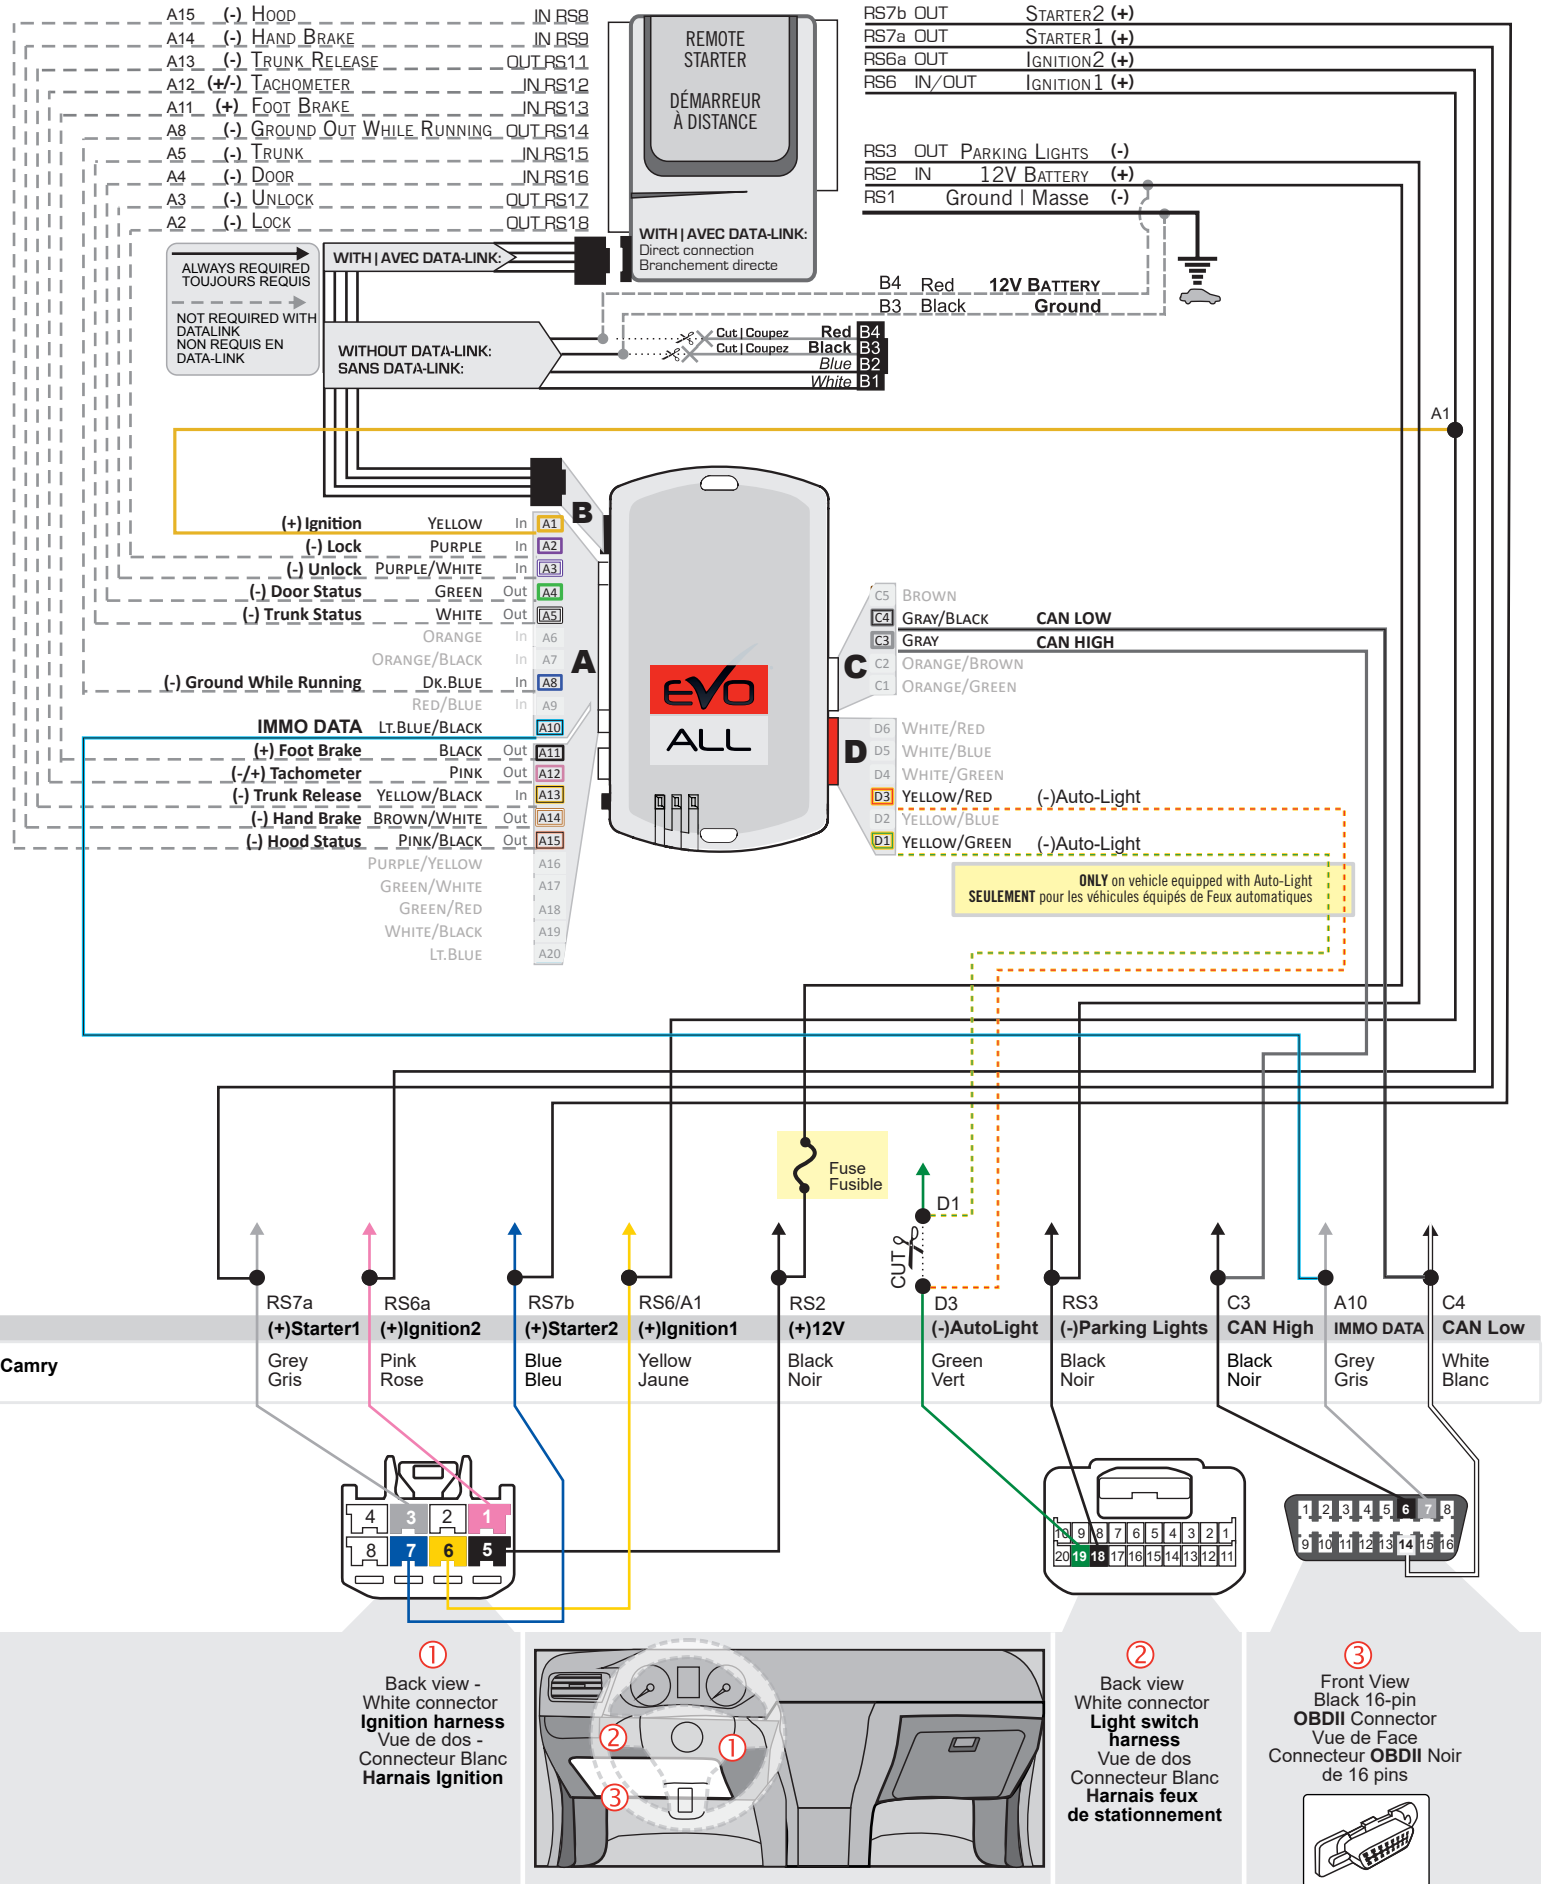 A15 (-) HOOD IN RS8
A14 (-) HAND BRAKE IN RS9
A13 (-) TRUNK RELEASE OUT RS11
A12 (+/-) TACHOMETER IN RS12
A11 (+) FOOT BRAKE IN RS13
A8 (-) GROUND OUT WHILE RUNNING OUT RS14
A5 (-) TRUNK IN RS15
A4 (-) DOOR IN RS16
A3 (-) UNLOCK OUT RS17
A2 (-) LOCK OUT RS18
REMOTE
STARTER
DÉMARREUR
À DISTANCE
WITH | AVEC DATA-LINK:
Direct connection
Branchement directe
RS7b OUT STARTER2 (+)
RS7a OUT STARTER1 (+)
RS6a OUT IGNITION2 (+)
RS6 IN/OUT IGNITION1 (+)
RS3 OUT PARKING LIGHTS (-)
RS2 IN 12V BATTERY (+)
RS1 Ground | Masse (-)
ALWAYS REQUIRED
TOUJOURS REQUIS
NOT REQUIRED WITH
DATALINK
NON REQUIS EN
DATA-LINK
WITH | AVEC DATA-LINK:
WITHOUT DATA-LINK:
SANS DATA-LINK:
B4 Red 12V BATTERY
B3 Black Ground
Cut | Coupez Red B4
Cut | Coupez Black B3
Blue B2
White B1
A1
B
A
(+) Ignition YELLOW In A1
(-) Lock PURPLE In A2
(-) Unlock PURPLE/WHITE In A3
(-) Door Status GREEN Out A4
(-) Trunk Status WHITE Out A5
ORANGE In A6
ORANGE/BLACK In A7
(-) Ground While Running DK.BLUE In A8
RED/BLUE In A9
IMMO DATA LT.BLUE/BLACK A10
(+) Foot Brake BLACK Out A11
(-/+) Tachometer PINK Out A12
(-) Trunk Release YELLOW/BLACK In A13
(-) Hand Brake BROWN/WHITE Out A14
(-) Hood Status PINK/BLACK Out A15
PURPLE/YELLOW A16
GREEN/WHITE A17
GREEN/RED A18
WHITE/BLACK A19
LT.BLUE A20
EVO
ALL
C
C5 BROWN
C4 GRAY/BLACK CAN LOW
C3 GRAY CAN HIGH
C2 ORANGE/BROWN
C1 ORANGE/GREEN
D
D6 WHITE/RED
D5 WHITE/BLUE
D4 WHITE/GREEN
D3 YELLOW/RED (-)Auto-Light
D2 YELLOW/BLUE
D1 YELLOW/GREEN (-)Auto-Light
ONLY on vehicle equipped with Auto-Light
SEULEMENT pour les véhicules équipés de Feux automatiques
Fuse
Fusible
D1
CUT
RS7a RS6a RS7b RS6/A1 RS2 D3 RS3 C3 A10 C4
(+)Starter1 (+)Ignition2 (+)Starter2 (+)Ignition1 (+)12V (-)AutoLight (-)Parking Lights CAN High IMMO DATA CAN Low
Camry Grey Pink Blue Yellow Black Green Black Black Grey White
Gris Rose Bleu Jaune Noir Vert Noir Noir Gris Blanc
4 3 2 1
8 7 6 5
10 9 8 7 6 5 4 3 2 1
20 19 18 17 16 15 14 13 12 11
1 2 3 4 5 6 7 8
9 10 11 12 13 14 15 16
1
Back view -
White connector
Ignition harness
Vue de dos -
Connecteur Blanc
Harnais Ignition
2
1
3
2
Back view
White connector
Light switch
harness
Vue de dos
Connecteur Blanc
Harnais feux
de stationnement
3
Front View
Black 16-pin
OBDII Connector
Vue de Face
Connecteur OBDII Noir
de 16 pins